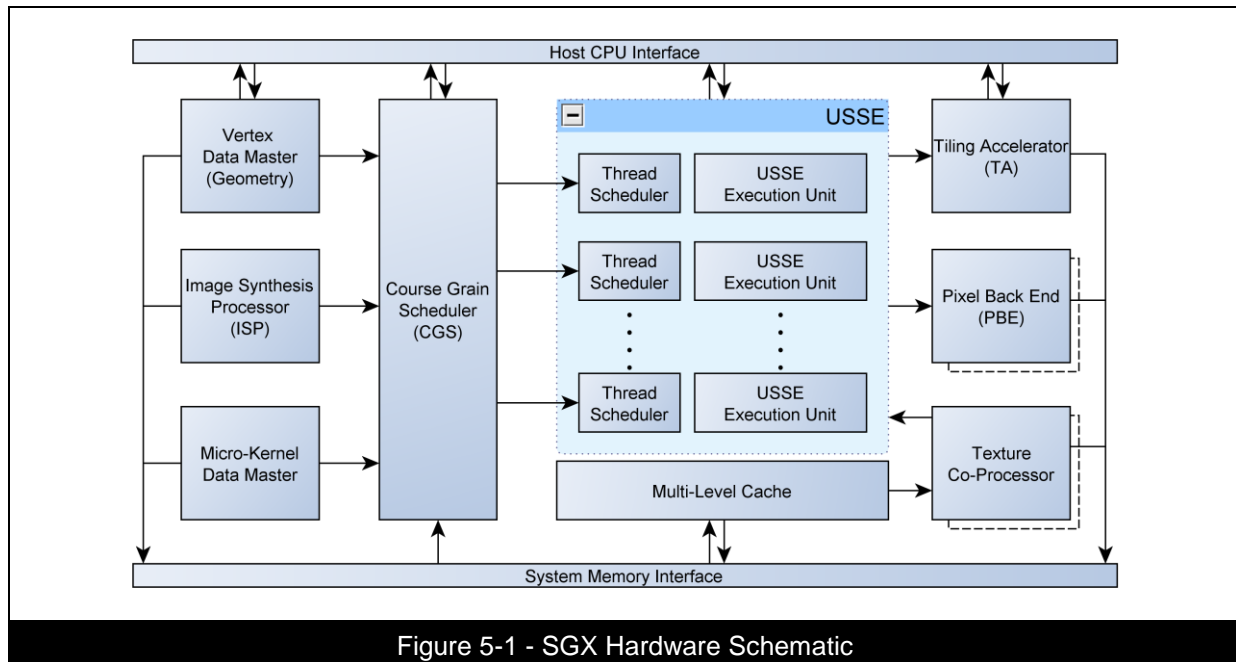 Host CPU Interface
Vertex
Data Master
(Geometry)
Image Synthesis
Processor
(ISP)
Micro-Kernel
Data Master
Course Grain
Scheduler
(CGS)
USSE
Thread
Scheduler
USSE
Execution Unit
Thread
Scheduler
USSE
Execution Unit
Thread
Scheduler
USSE
Execution Unit
Multi-Level Cache
Tiling Accelerator
(TA)
Pixel Back End
(PBE)
Texture
Co-Processor
System Memory Interface
Figure 5-1 - SGX Hardware Schematic